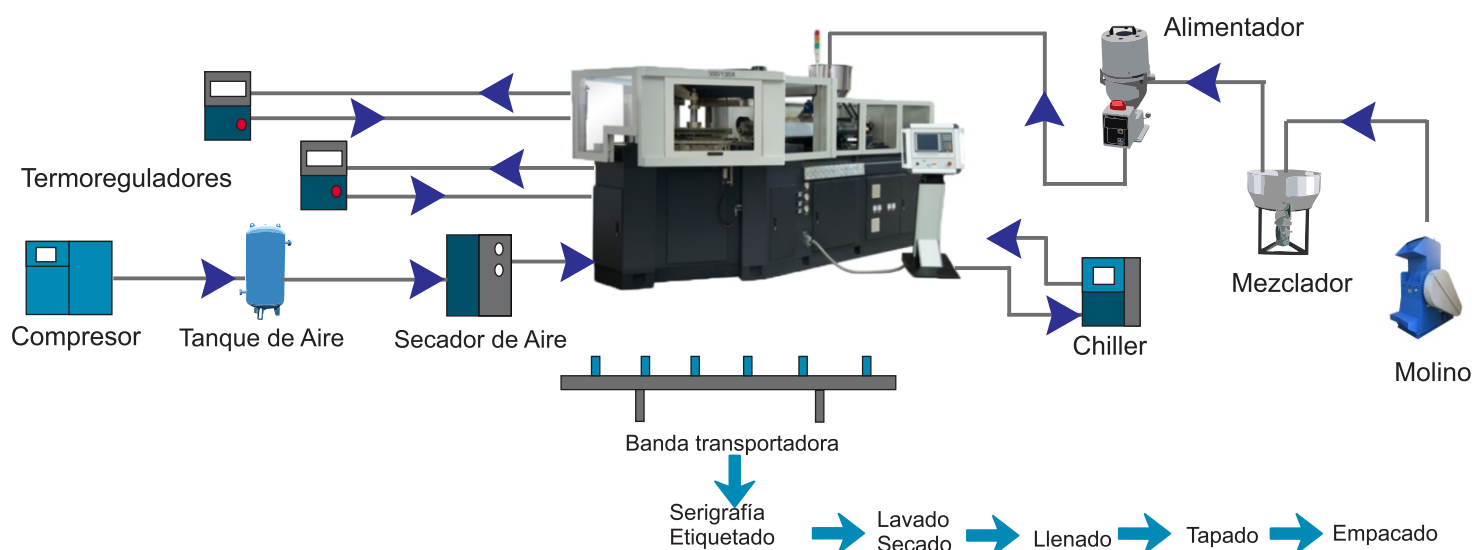 Alimentador
Termoreguladores
Mezclador
Compresor
Tanque de Aire
Secador de Aire
Chiller
Molino
Banda transportadora
Serigrafía
Etiquetado
Lavado
Secado
Llenado
Tapado
Empacado